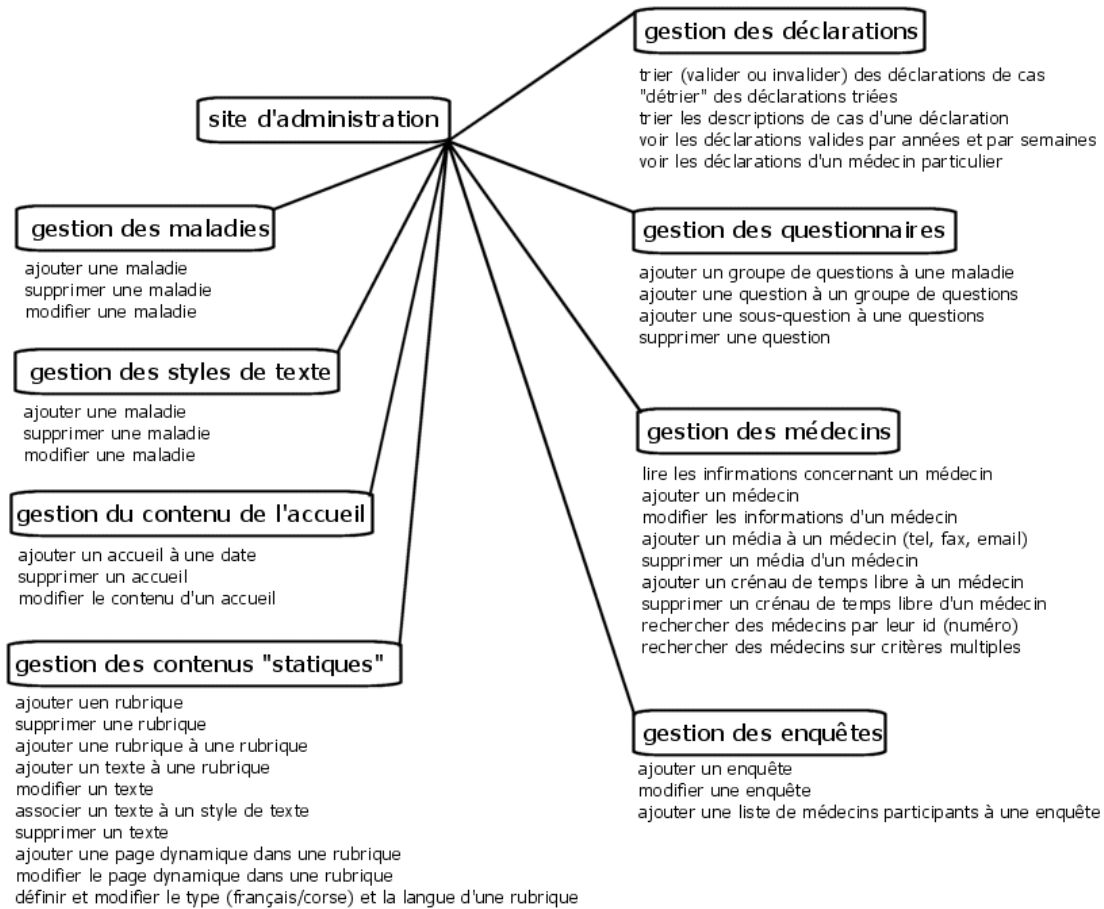 site d'administration
gestion des maladies
ajouter une maladie
supprimer une maladie
modifier une maladie
gestion des styles de texte
ajouter une maladie
supprimer une maladie
modifier une maladie
gestion du contenu de l'accueil
ajouter un accueil à une date
supprimer un accueil
modifier le contenu d'un accueil
gestion des contenus "statiques"
ajouter uen rubrique
supprimer une rubrique
ajouter une rubrique à une rubrique
ajouter un texte à une rubrique
modifier un texte
associer un texte à un style de texte
supprimer un texte
ajouter une page dynamique dans une rubrique
modifier le page dynamique dans une rubrique
définir et modifier le type (français/corse) et la langue d'une rubrique
gestion des déclarations
trier (valider ou invalider) des déclarations de cas
"détrier" des déclarations triées
trier les descriptions de cas d'une déclaration
voir les déclarations valides par années et par semaines
voir les déclarations d'un médecin particulier
gestion des questionnaires
ajouter un groupe de questions à une maladie
ajouter une question à un groupe de questions
ajouter une sous-question à une questions
supprimer une question
gestion des médecins
lire les infirmations concernant un médecin
ajouter un médecin
modifier les informations d'un médecin
ajouter un média à un médecin (tel, fax, email)
supprimer un média d'un médecin
ajouter un crénau de temps libre à un médecin
supprimer un crénau de temps libre d'un médecin
rechercher des médecins par leur id (numéro)
rechercher des médecins sur critères multiples
gestion des enquêtes
ajouter un enquête
modifier une enquête
ajouter une liste de médecins participants à une enquête